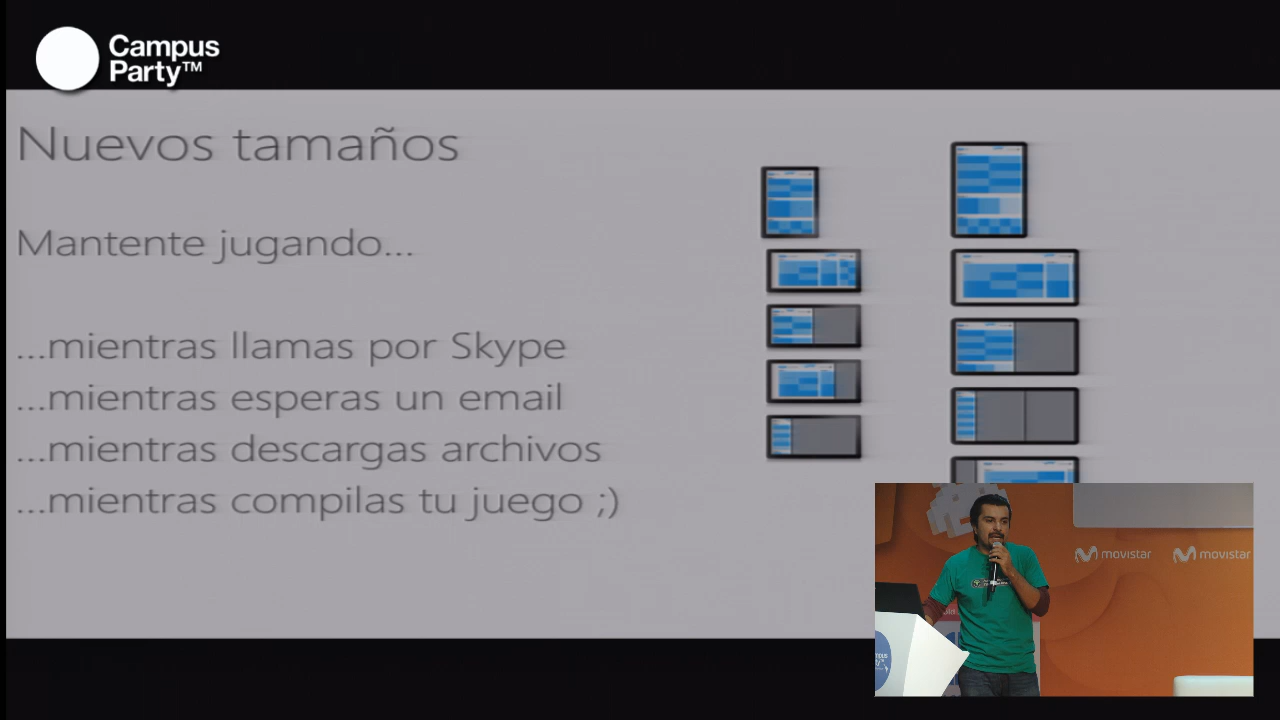 Campus
Party™
Nuevos tamaños
Mantente jugando...
...mientras llamas por Skype
...mientras esperas un email
...mientras descargas archivos
...mientras compilas tu juego ;)
movistar
movistar